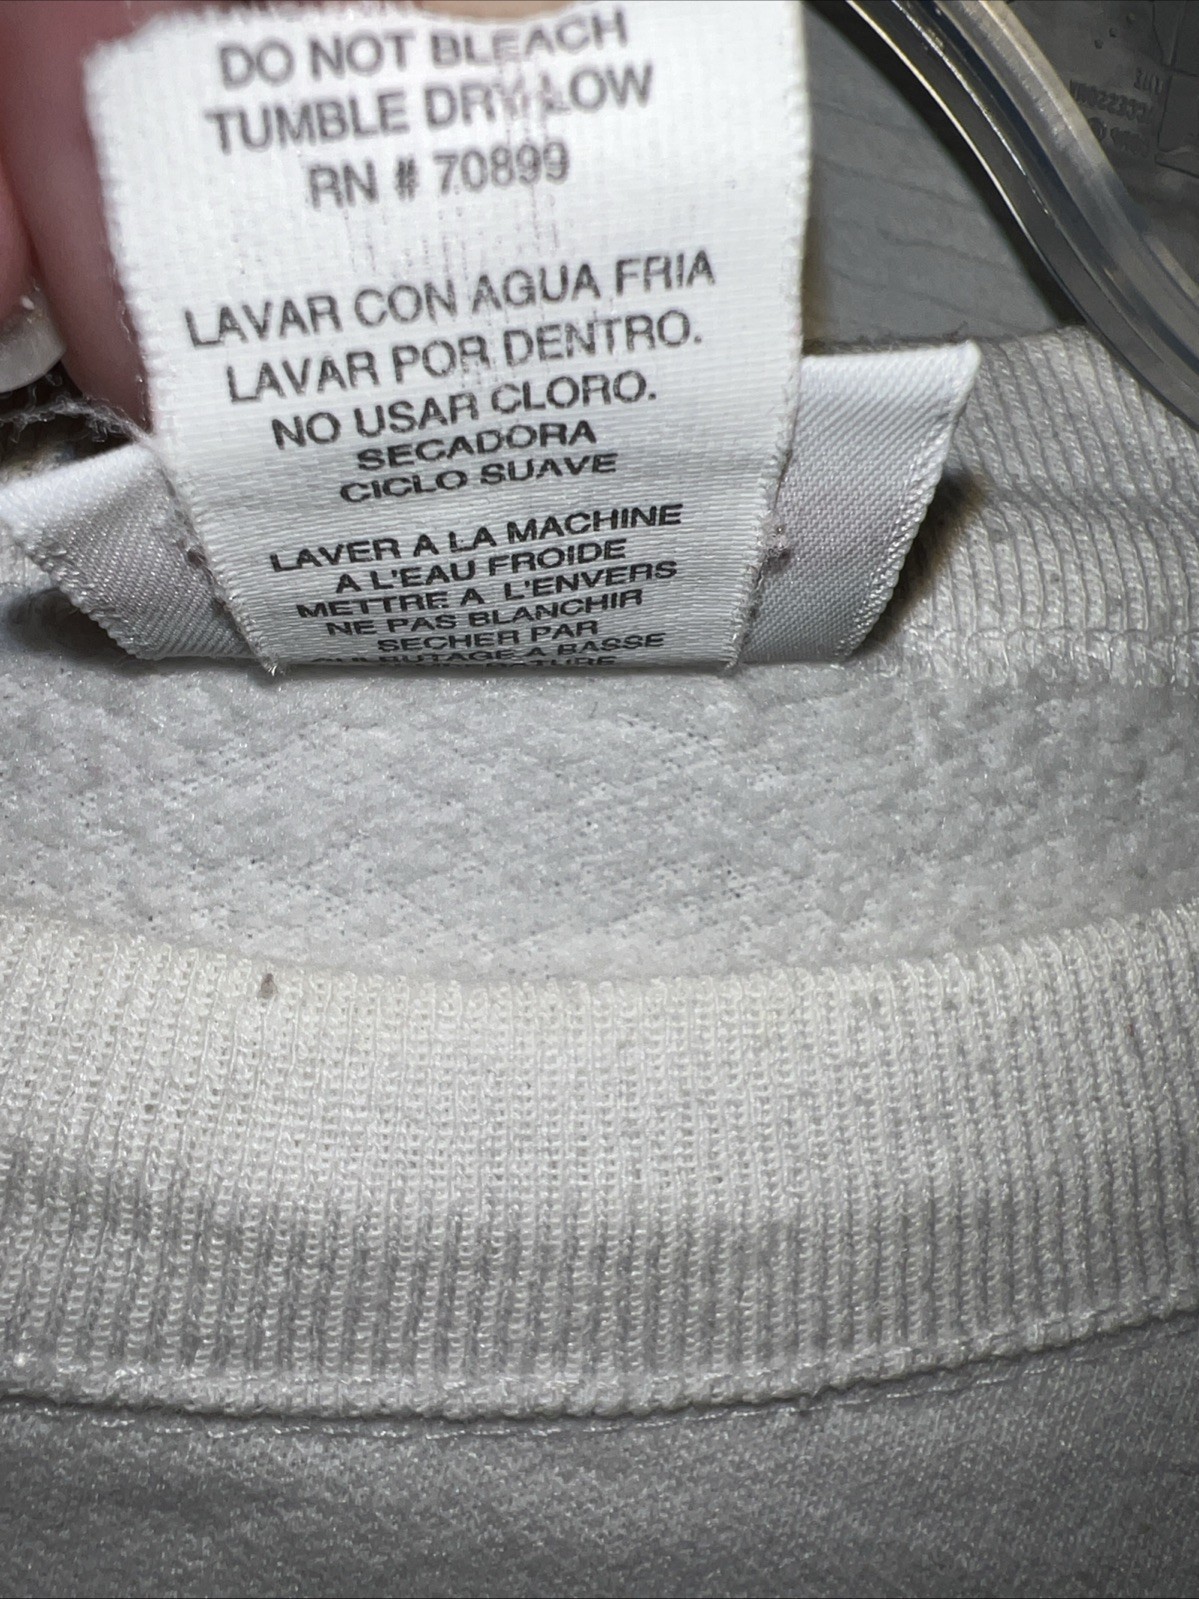 DO NOT BLEACH
TUMBLE DRY LOW
RN # 70899
LAVAR CON AGUA FRIA
LAVAR POR DENTRO.
NO USAR CLORO.
SECADORA
CICLO SUAVE
LAVER A LA MACHINE
A L'EAU FROIDE
METTRE A L'ENVERS
NE PAS BLANCHIR
SECHER PAR
A BASSE